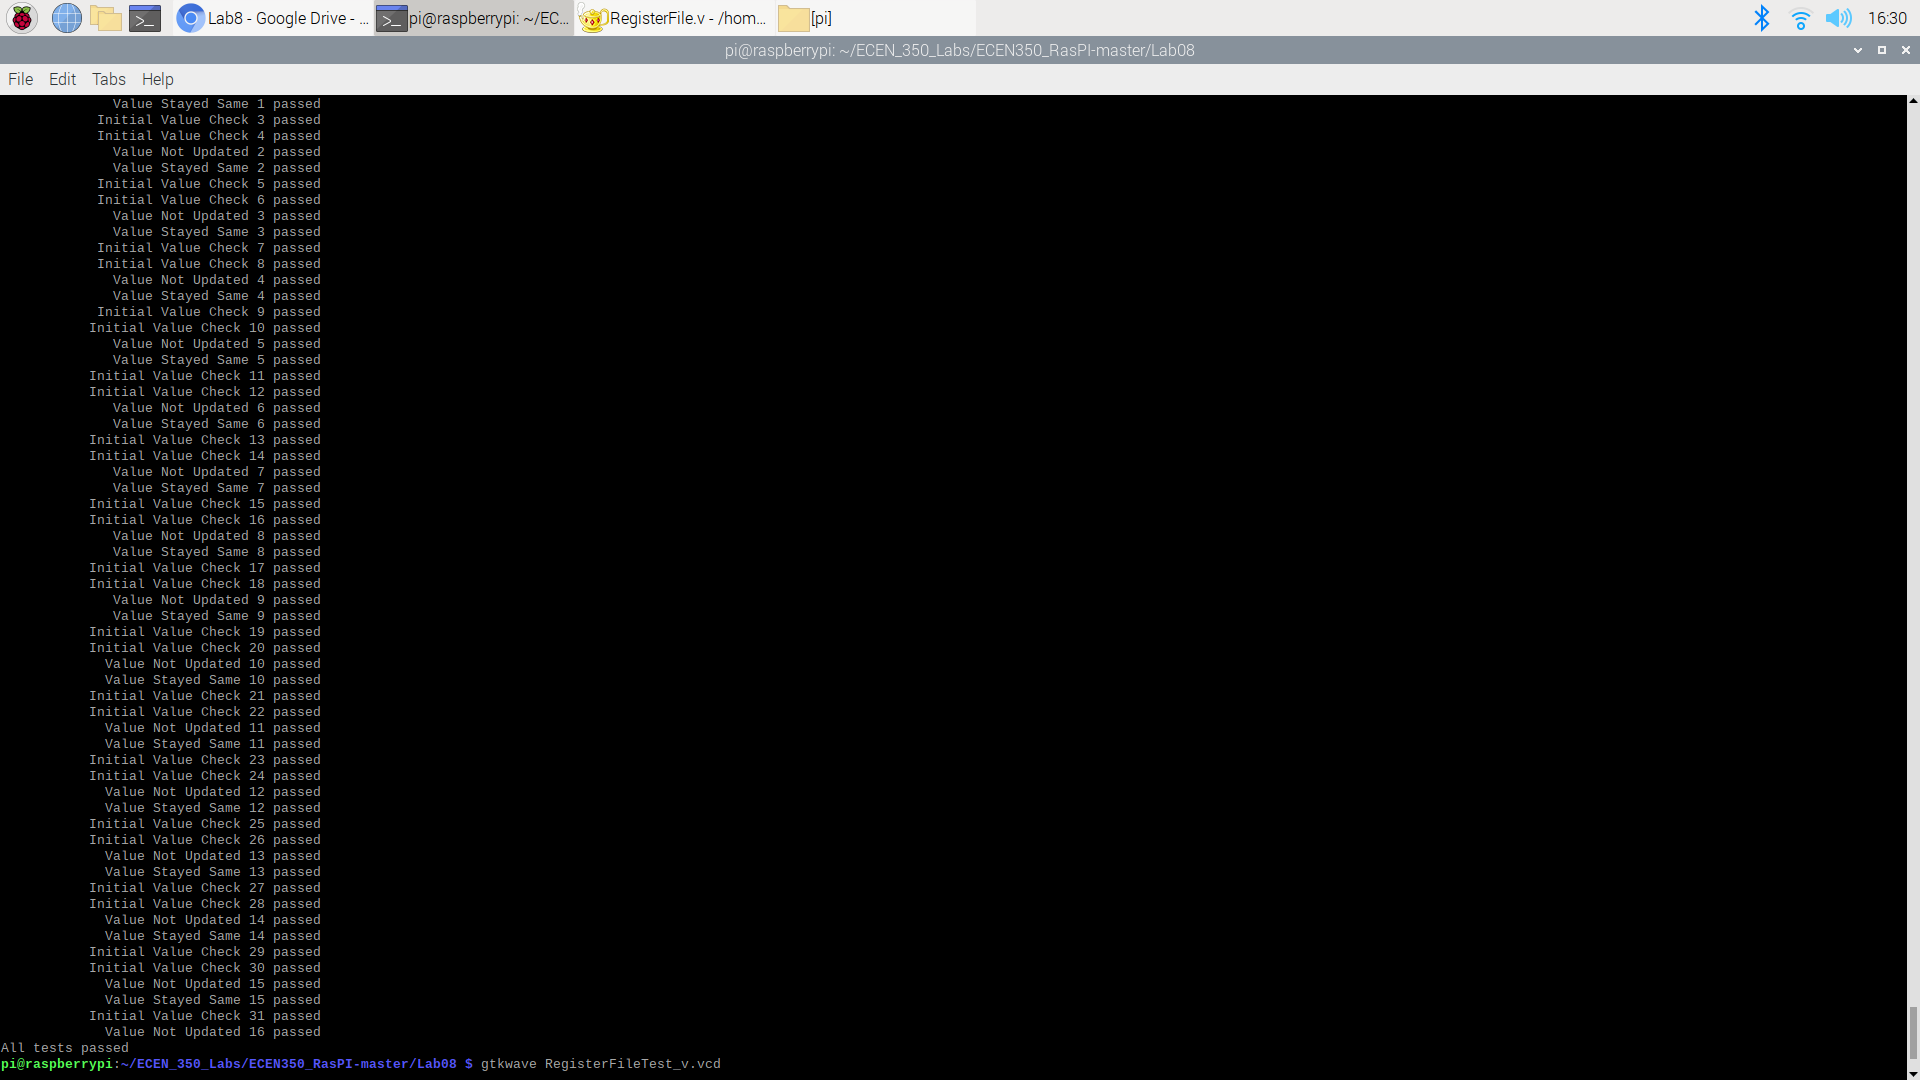 Lab8 - Google Drive - ... pi@raspberrypi: ~/EC... RegisterFile.v - /hom... [pi] 16:30
pi@raspberrypi: ~/ECEN_350_Labs/ECEN350_RasPI-master/Lab08
File Edit Tabs Help
Value Stayed Same 1 passed
Initial Value Check 3 passed
Initial Value Check 4 passed
Value Not Updated 2 passed
Value Stayed Same 2 passed
Initial Value Check 5 passed
Initial Value Check 6 passed
Value Not Updated 3 passed
Value Stayed Same 3 passed
Initial Value Check 7 passed
Initial Value Check 8 passed
Value Not Updated 4 passed
Value Stayed Same 4 passed
Initial Value Check 9 passed
Initial Value Check 10 passed
Value Not Updated 5 passed
Value Stayed Same 5 passed
Initial Value Check 11 passed
Initial Value Check 12 passed
Value Not Updated 6 passed
Value Stayed Same 6 passed
Initial Value Check 13 passed
Initial Value Check 14 passed
Value Not Updated 7 passed
Value Stayed Same 7 passed
Initial Value Check 15 passed
Initial Value Check 16 passed
Value Not Updated 8 passed
Value Stayed Same 8 passed
Initial Value Check 17 passed
Initial Value Check 18 passed
Value Not Updated 9 passed
Value Stayed Same 9 passed
Initial Value Check 19 passed
Initial Value Check 20 passed
Value Not Updated 10 passed
Value Stayed Same 10 passed
Initial Value Check 21 passed
Initial Value Check 22 passed
Value Not Updated 11 passed
Value Stayed Same 11 passed
Initial Value Check 23 passed
Initial Value Check 24 passed
Value Not Updated 12 passed
Value Stayed Same 12 passed
Initial Value Check 25 passed
Initial Value Check 26 passed
Value Not Updated 13 passed
Value Stayed Same 13 passed
Initial Value Check 27 passed
Initial Value Check 28 passed
Value Not Updated 14 passed
Value Stayed Same 14 passed
Initial Value Check 29 passed
Initial Value Check 30 passed
Value Not Updated 15 passed
Value Stayed Same 15 passed
Initial Value Check 31 passed
Value Not Updated 16 passed
All tests passed
pi@raspberrypi:~/ECEN_350_Labs/ECEN350_RasPI-master/Lab08 $ gtkwave RegisterFileTest_v.vcd